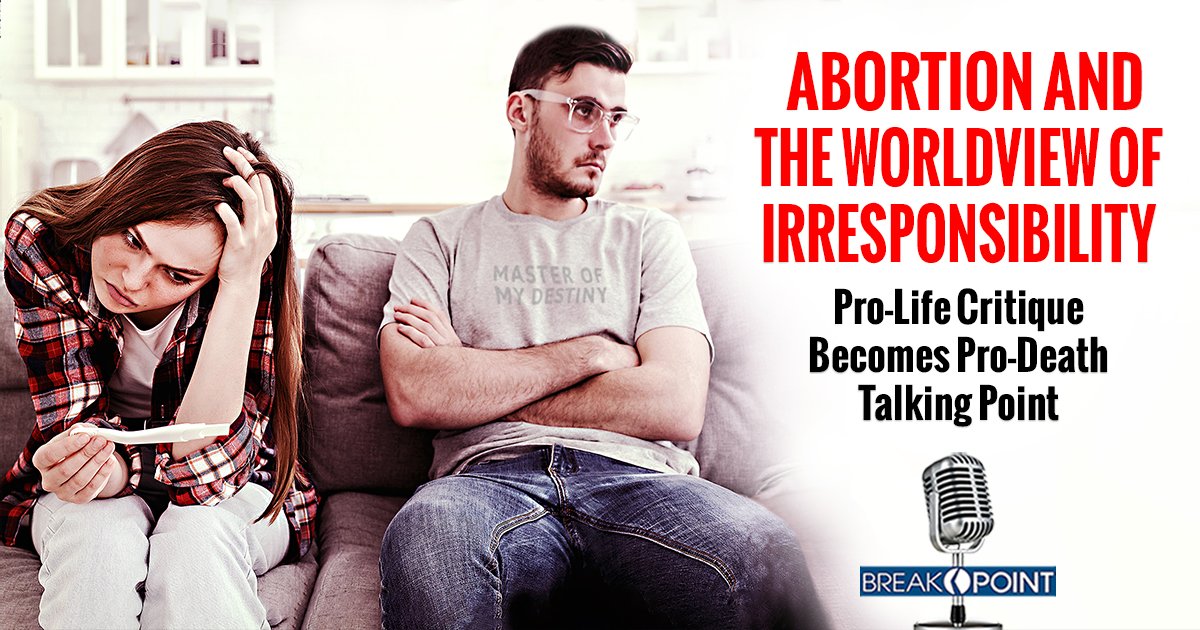 ABORTION AND
THE WORLDVIEW OF
IRRESPONSIBILITY
Pro-Life Critique
Becomes Pro-Death
Talking Point
MASTER OF
MY DESTINY
BREAKPOINT